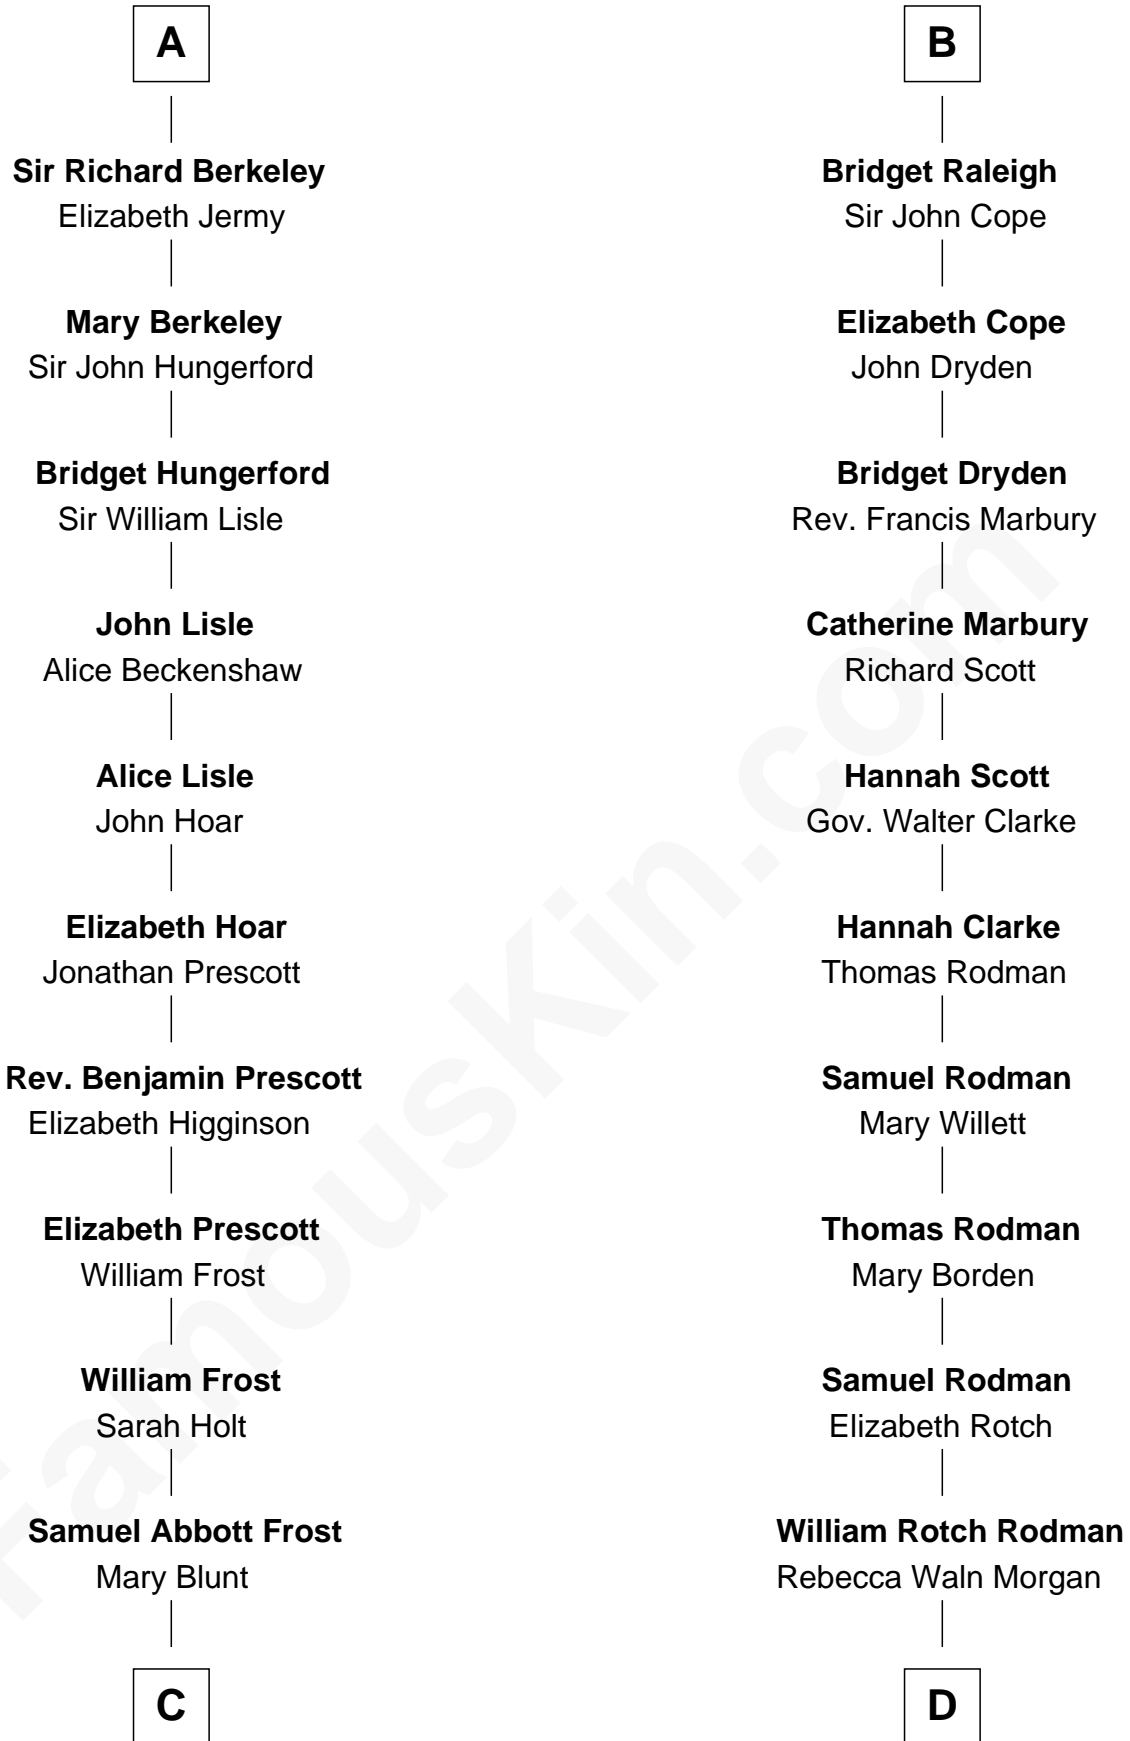 A
Sir Richard Berkeley
Elizabeth Jermy
Mary Berkeley
Sir John Hungerford
Bridget Hungerford
Sir William Lisle
John Lisle
Alice Beckenshaw
Alice Lisle
John Hoar
Elizabeth Hoar
Jonathan Prescott
Rev. Benjamin Prescott
Elizabeth Higginson
Elizabeth Prescott
William Frost
William Frost
Sarah Holt
Samuel Abbott Frost
Mary Blunt
C
B
Bridget Raleigh
Sir John Cope
Elizabeth Cope
John Dryden
Bridget Dryden
Rev. Francis Marbury
Catherine Marbury
Richard Scott
Hannah Scott
Gov. Walter Clarke
Hannah Clarke
Thomas Rodman
Samuel Rodman
Mary Willett
Thomas Rodman
Mary Borden
Samuel Rodman
Elizabeth Rotch
William Rotch Rodman
Rebecca Waln Morgan
D
FamousKin.com